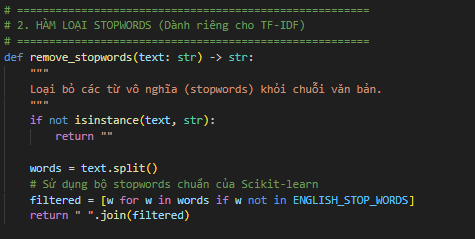 # =======================================================
# 2. HÀM LOẠI STOPWORDS (Dành riêng cho TF-IDF)
# =======================================================
def remove_stopwords(text: str) -> str:
    """
    Loại bỏ các từ vô nghĩa (stopwords) khỏi chuỗi văn bản.
    """
    if not isinstance(text, str):
        return ""
    words = text.split()
    # Sử dụng bộ stopwords chuẩn của Scikit-learn
    filtered = [w for w in words if w not in ENGLISH_STOP_WORDS]
    return " ".join(filtered)